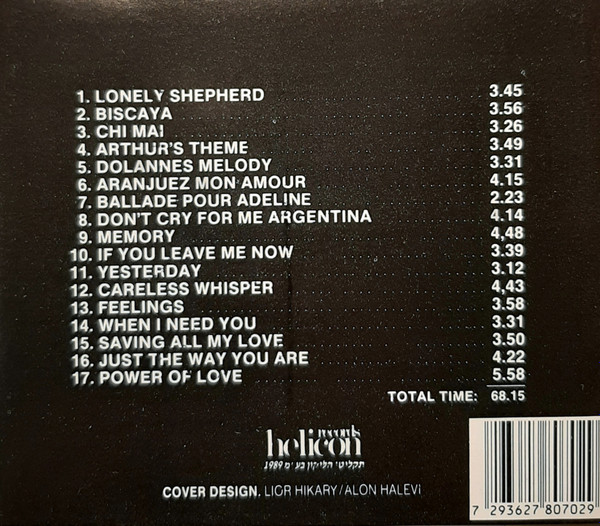 1. LONELY SHEPHERD 3.45
2. BISCAYA 3.56
3. CHI MAI 3.26
4. ARTHUR'S THEME 3.49
5. DOLANNES MELODY 3.31
6. ARANJUEZ MON AMOUR 4.15
7. BALLADE POUR ADELINE 2.23
8. DON'T CRY FOR ME ARGENTINA 4.14
9. MEMORY 4,48
10. IF YOU LEAVE ME NOW 3.39
11. YESTERDAY 3.12
12. CARELESS WHISPER 4,43
13. FEELINGS 3.58
14. WHEN I NEED YOU 3.31
15. SAVING ALL MY LOVE 3.50
16. JUST THE WAY YOU ARE 4.22
17. POWER OF LOVE 5.58
TOTAL TIME: 68.15
records
helicon
תקליטי הליקון בע״מ 1989
COVER DESIGN. LIOR HIKARY/ALON HALEVI
7 293627 807029